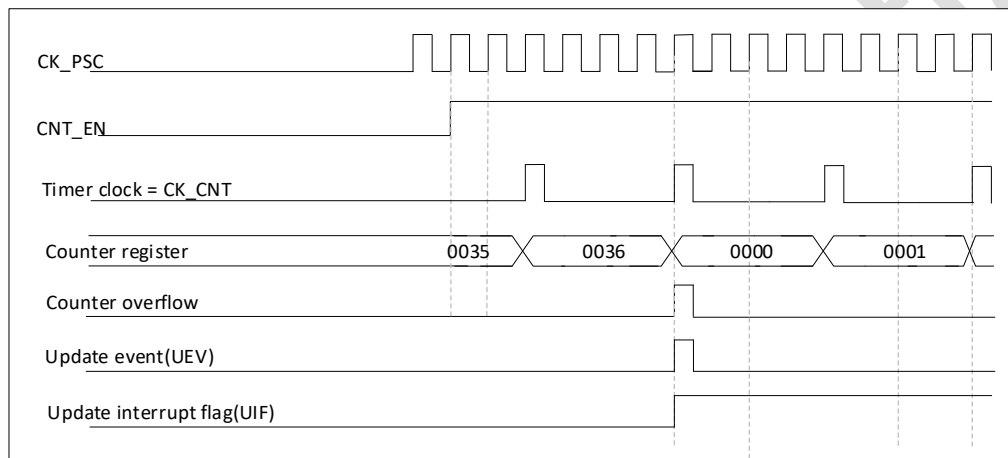 CK_PSC
CNT_EN
Timer clock = CK_CNT
Counter register 0035 0036 0000 0001
Counter overflow
Update event(UEV)
Update interrupt flag(UIF)